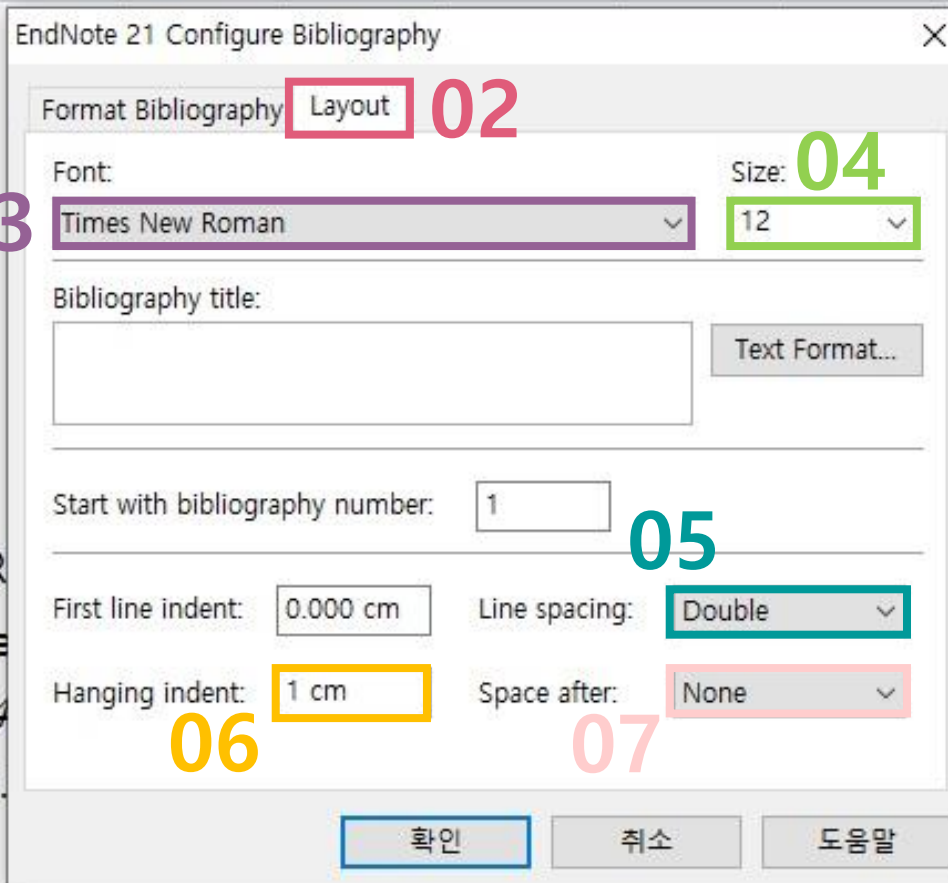 EndNote 21 Configure Bibliography
Format Bibliography Layout 02
Font: Size: 04
3 Times New Roman 12
Bibliography title:
Text Format...
Start with bibliography number: 1
05
First line indent: 0.000 cm Line spacing: Double
Hanging indent: 1 cm Space after: None
06 07
확인 취소 도움말